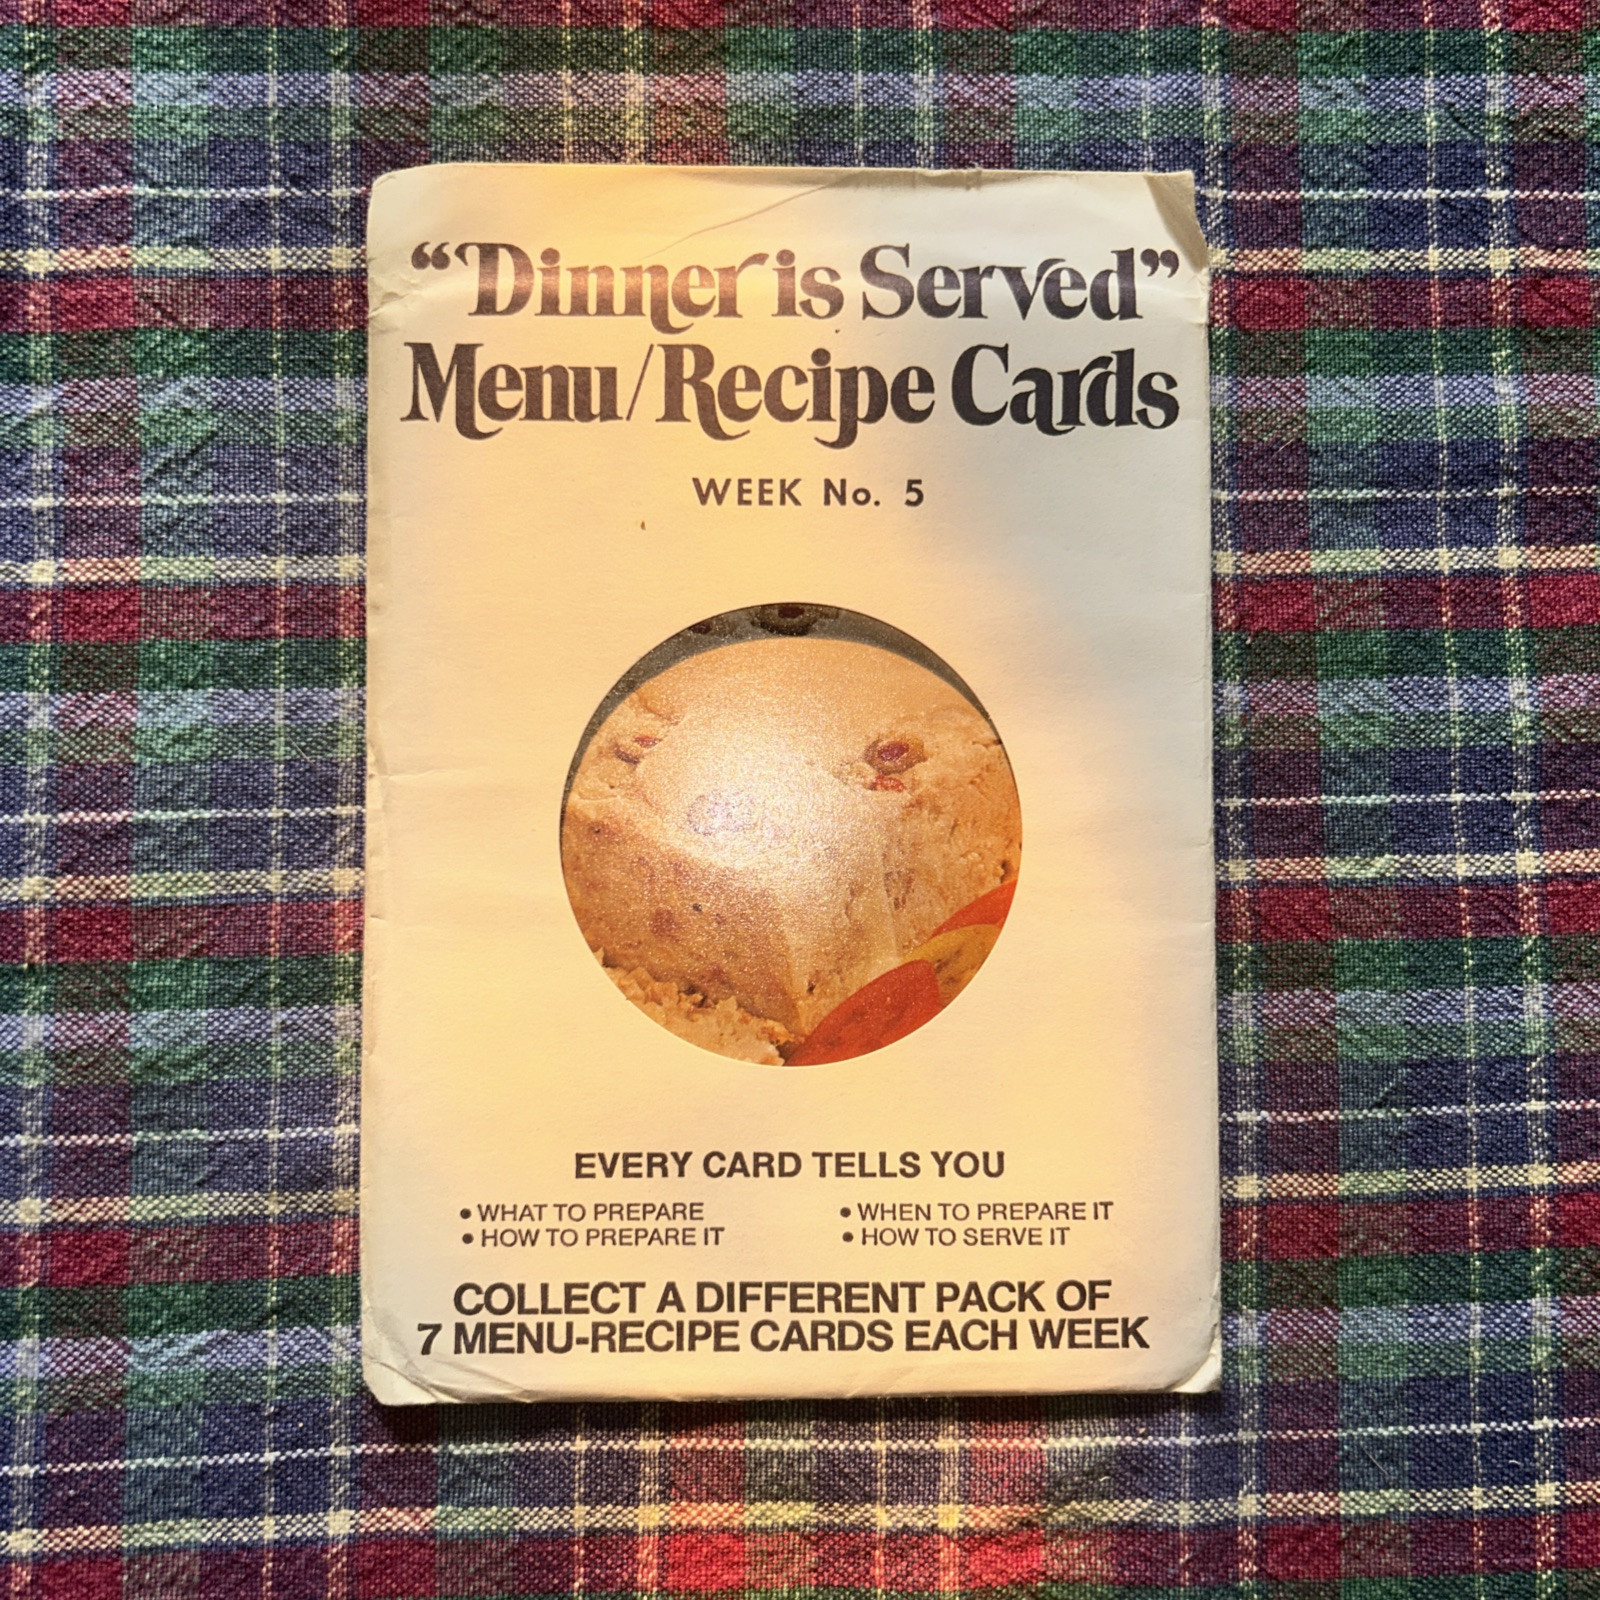 “Dinner is Served”
Menu/Recipe Cards
WEEK No. 5
EVERY CARD TELLS YOU
• WHAT TO PREPARE
• HOW TO PREPARE IT
• WHEN TO PREPARE IT
• HOW TO SERVE IT
COLLECT A DIFFERENT PACK OF
7 MENU-RECIPE CARDS EACH WEEK